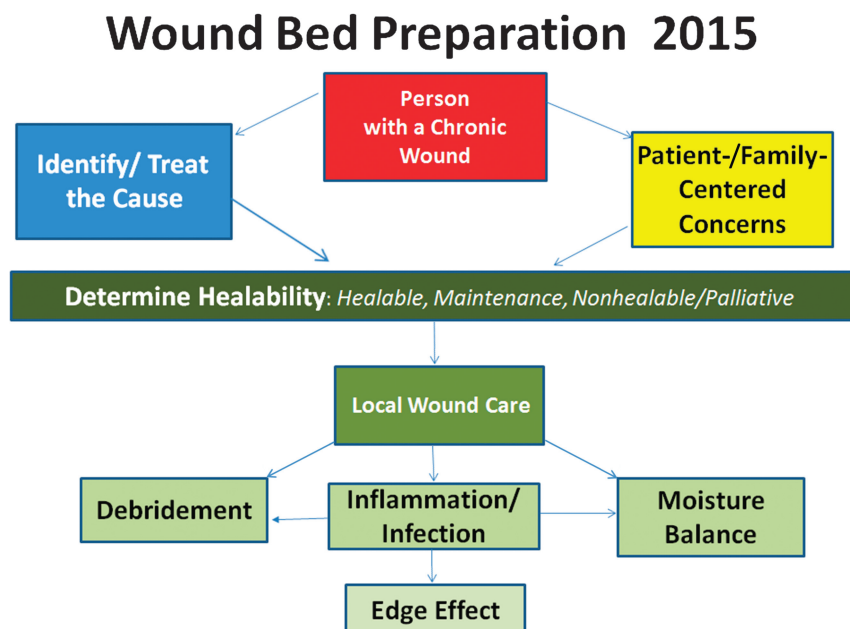 Wound Bed Preparation 2015
Person
with a Chronic
Wound
Identify/ Treat
the Cause
Patient-/Family-
Centered
Concerns
Determine Healability: Healable, Maintenance, Nonhealable/Palliative
Local Wound Care
Debridement
Inflammation/
Infection
Moisture
Balance
Edge Effect